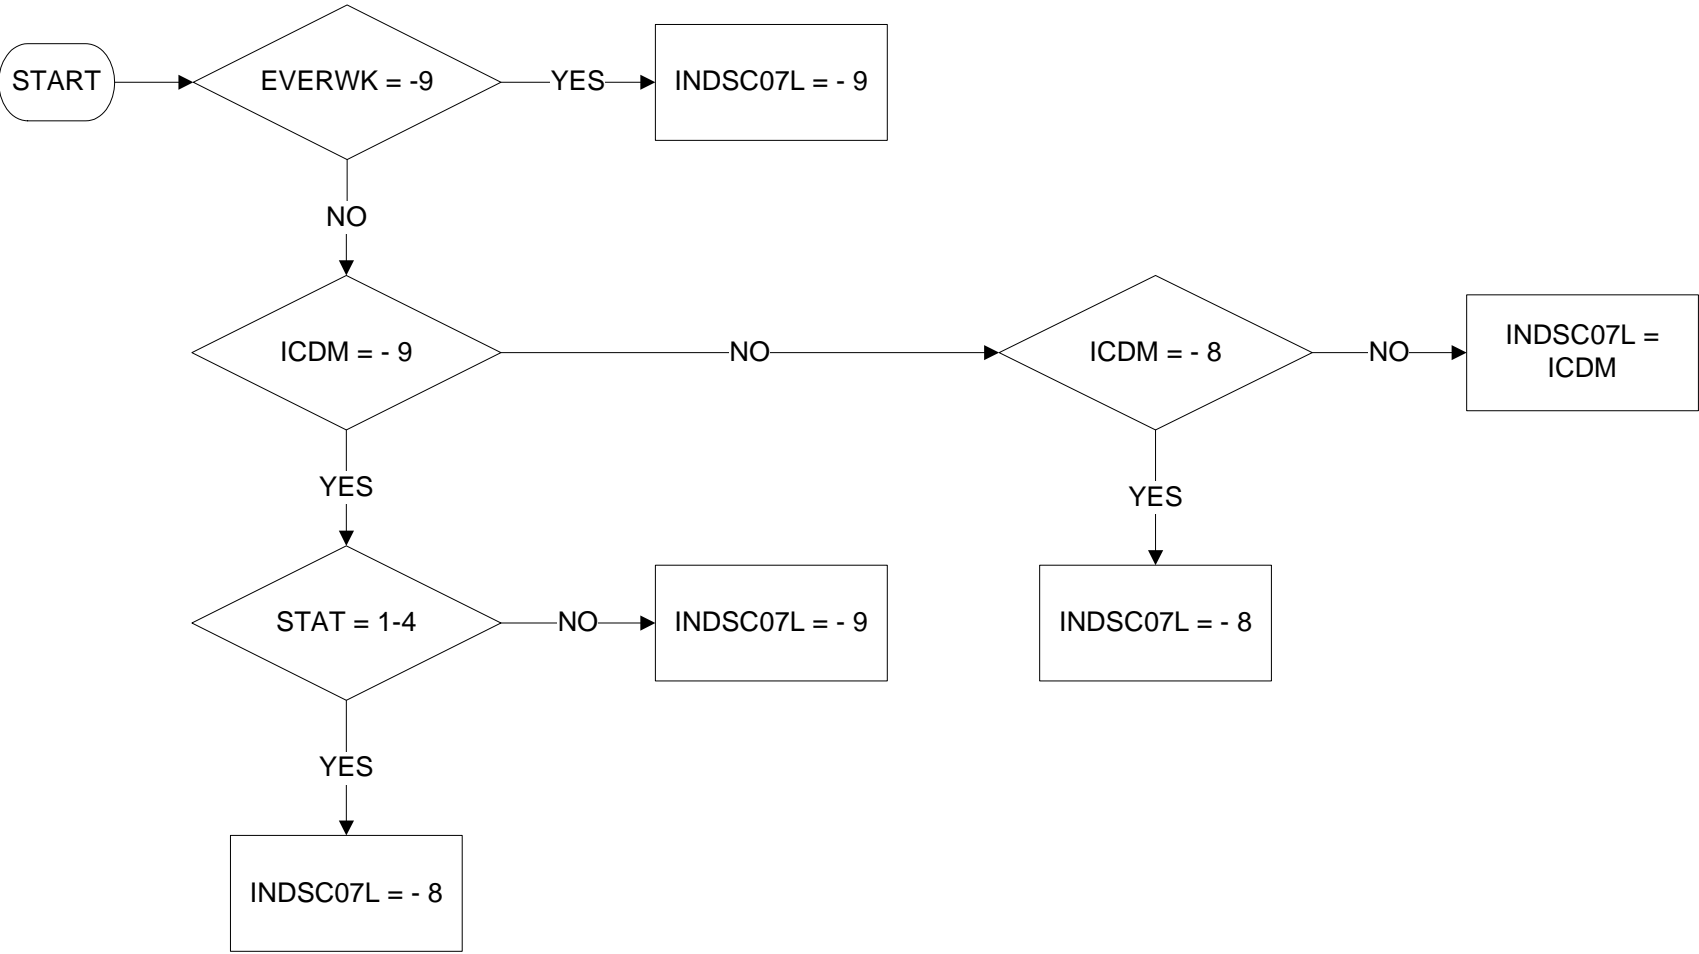 START
EVERWK = -9
YES
INDSC07L = - 9
NO
ICDM = - 9
NO
ICDM = - 8
NO
INDSC07L =
ICDM
YES
YES
STAT = 1-4
NO
INDSC07L = - 9
INDSC07L = - 8
YES
INDSC07L = - 8